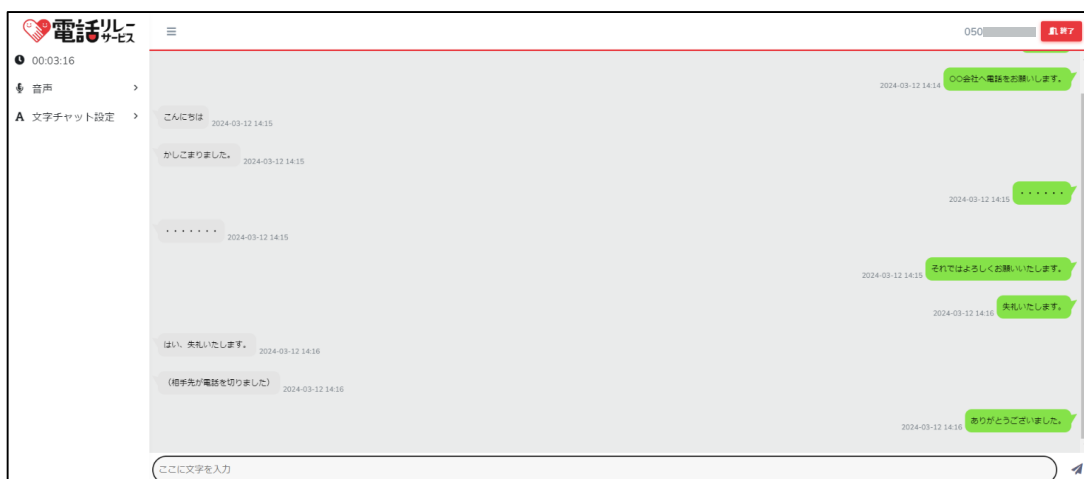 電話リレーサービス
050
終了
00:03:16
音声
文字チャット設定
2024-03-12 14:14 〇〇会社へ電話をお願いします。
こんにちは 2024-03-12 14:15
かしこまりました。 2024-03-12 14:15
2024-03-12 14:15 ・・・・・・
・・・・・・・ 2024-03-12 14:15
2024-03-12 14:15 それではよろしくお願いいたします。
2024-03-12 14:16 失礼いたします。
はい、失礼いたします。 2024-03-12 14:16
（相手先が電話を切りました） 2024-03-12 14:16
2024-03-12 14:16 ありがとうございました。
ここに文字を入力